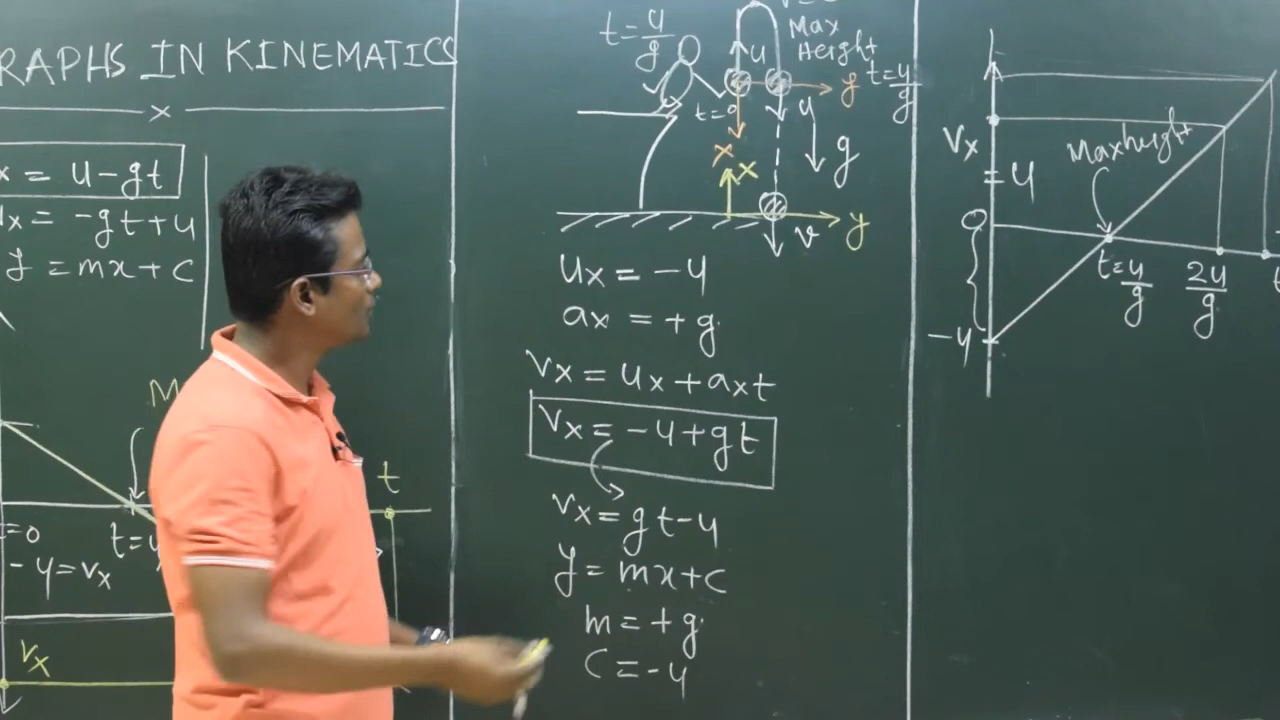 RAPHS IN KINEMATICS
x
x = u-gt
Vx = -gt+u
y = mx+c
=0
t=u
-u=Vx
t
Vx
t=u/g
u
Max
Height
t=u/g
t=0
y
u
g
x
x
v
y
ux = -u
ax = +g
Vx = ux+axt
Vx = -u+gt
Vx = gt-u
y = mx+c
m = +g
c = -u
Vx
u
Maxheight
0
t=u/g
2u/g
t
-u